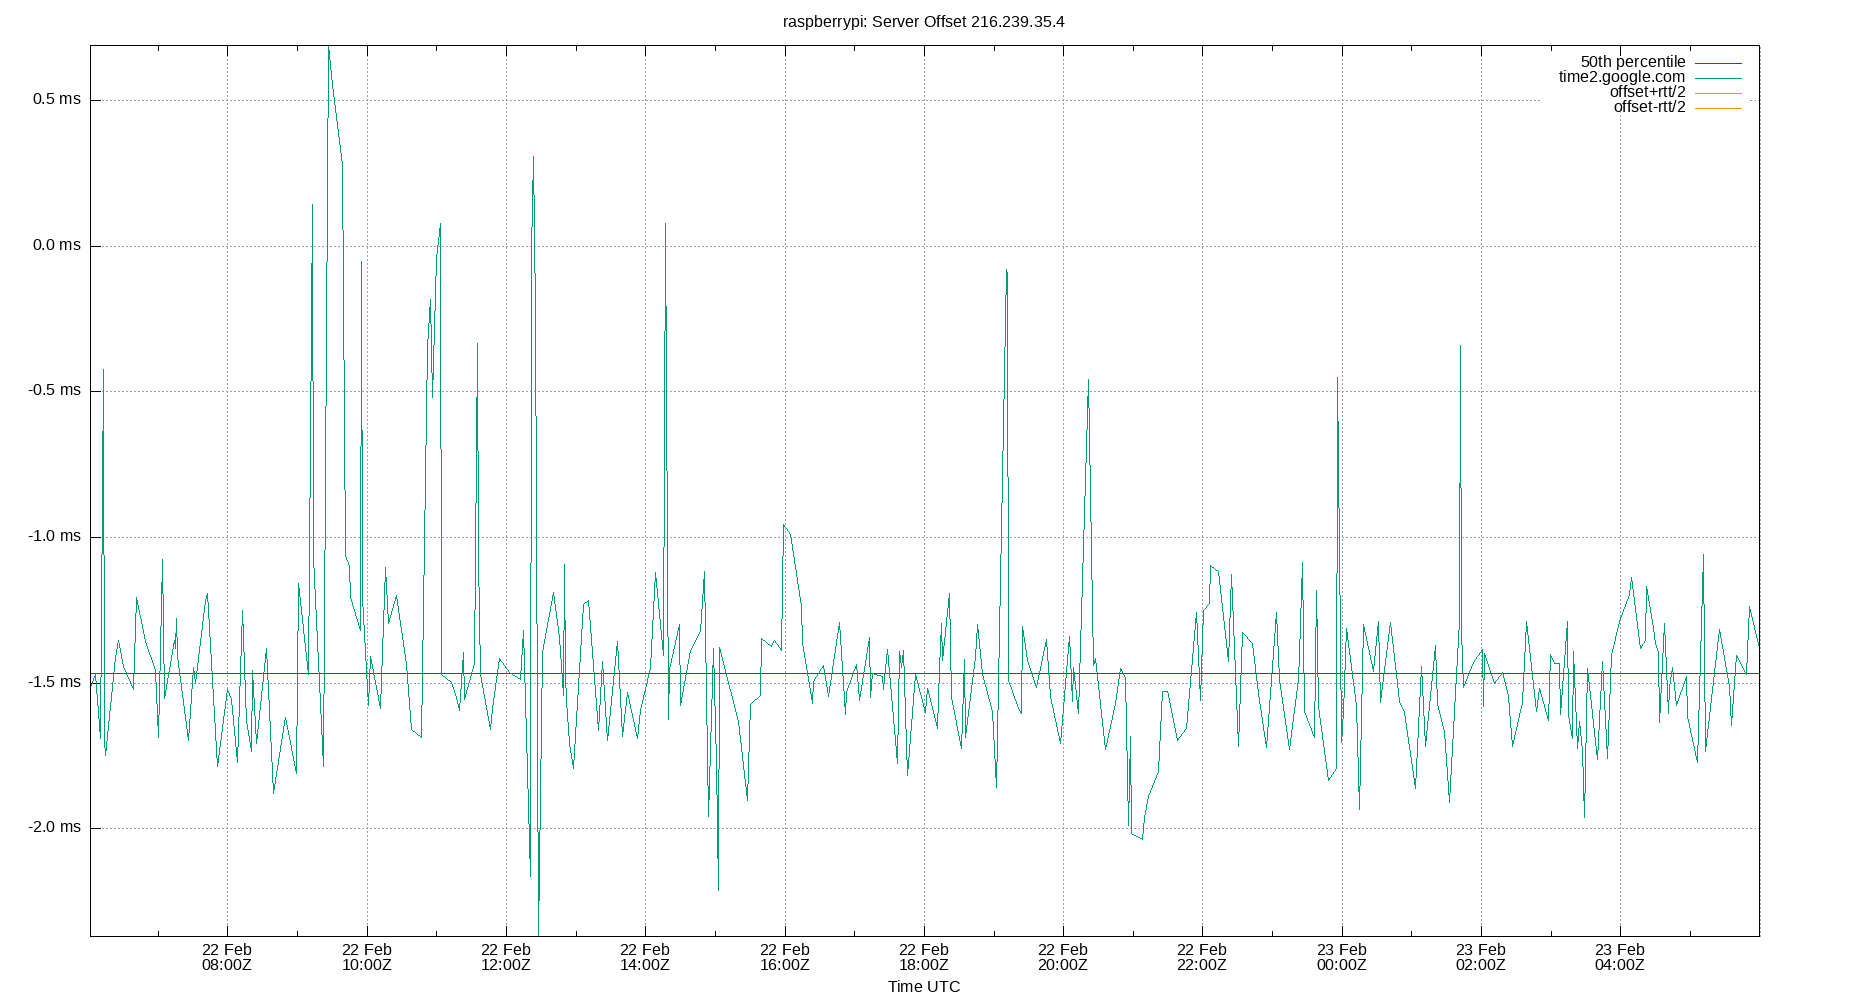 raspberrypi: Server Offset 216.239.35.4
50th percentile
time2.google.com
offset+rtt/2
offset-rtt/2
0.5 ms
0.0 ms
-0.5 ms
-1.0 ms
-1.5 ms
-2.0 ms
22 Feb 22 Feb 22 Feb 22 Feb 22 Feb 22 Feb 22 Feb 22 Feb 23 Feb 23 Feb 23 Feb
08:00Z 10:00Z 12:00Z 14:00Z 16:00Z 18:00Z 20:00Z 22:00Z 00:00Z 02:00Z 04:00Z
Time UTC